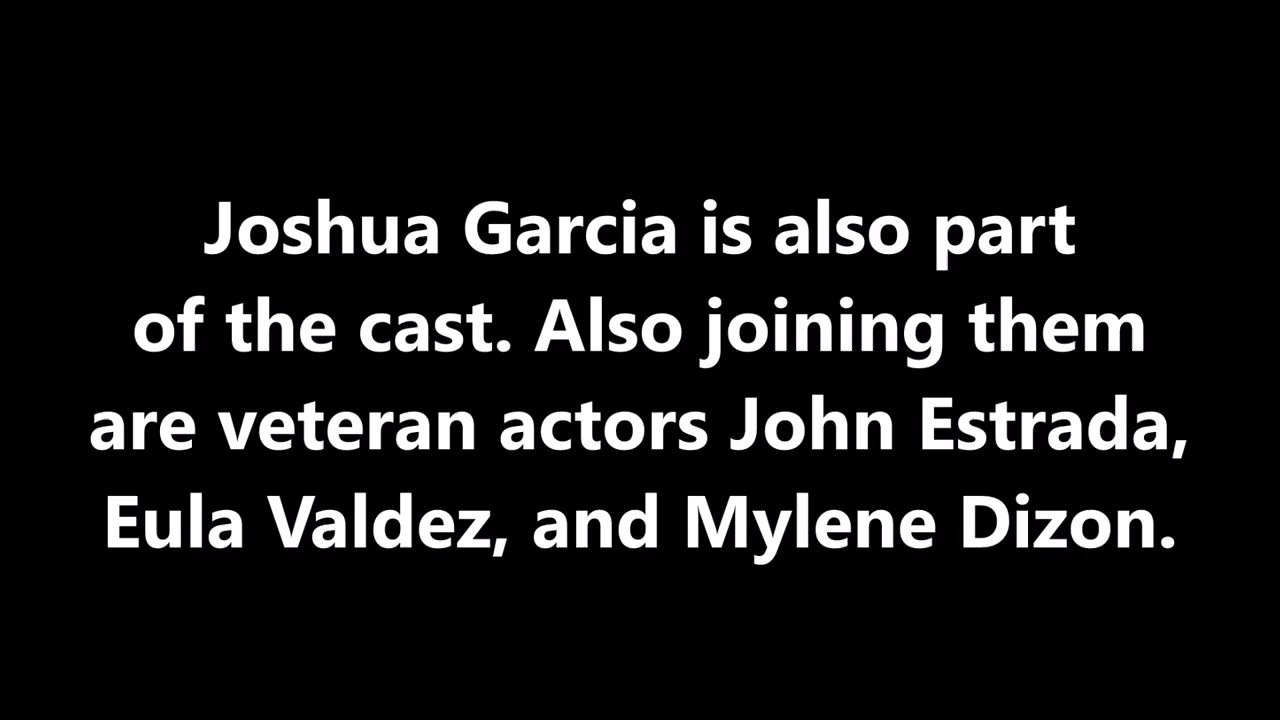 Joshua Garcia is also part
of the cast. Also joining them
are veteran actors John Estrada,
Eula Valdez, and Mylene Dizon.